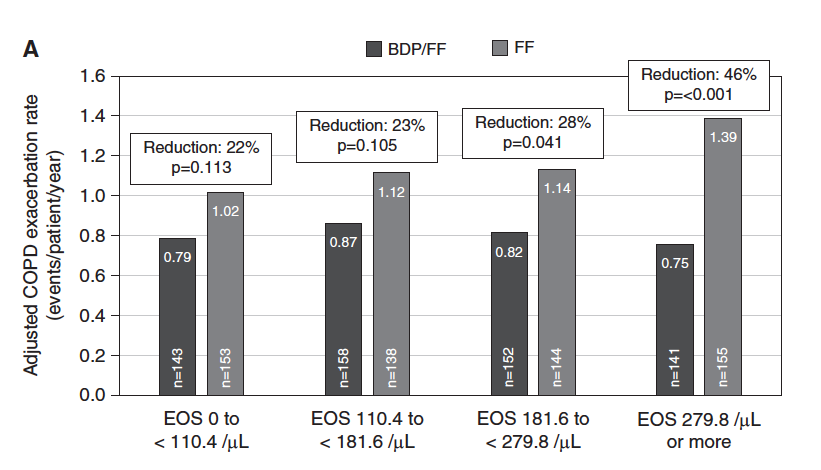 A
BDP/FF
FF
Adjusted COPD exacerbation rate
(events/patient/year)
1.6
1.4
1.2
1.0
0.8
0.6
0.4
0.2
0.0
Reduction: 22%
p=0.113
Reduction: 23%
p=0.105
Reduction: 28%
p=0.041
Reduction: 46%
p=<0.001
0.79
1.02
0.87
1.12
0.82
1.14
0.75
1.39
n=143
n=153
n=158
n=138
n=152
n=144
n=141
n=155
EOS 0 to
< 110.4 /μL
EOS 110.4 to
< 181.6 /μL
EOS 181.6 to
< 279.8 /μL
EOS 279.8 /μL
or more